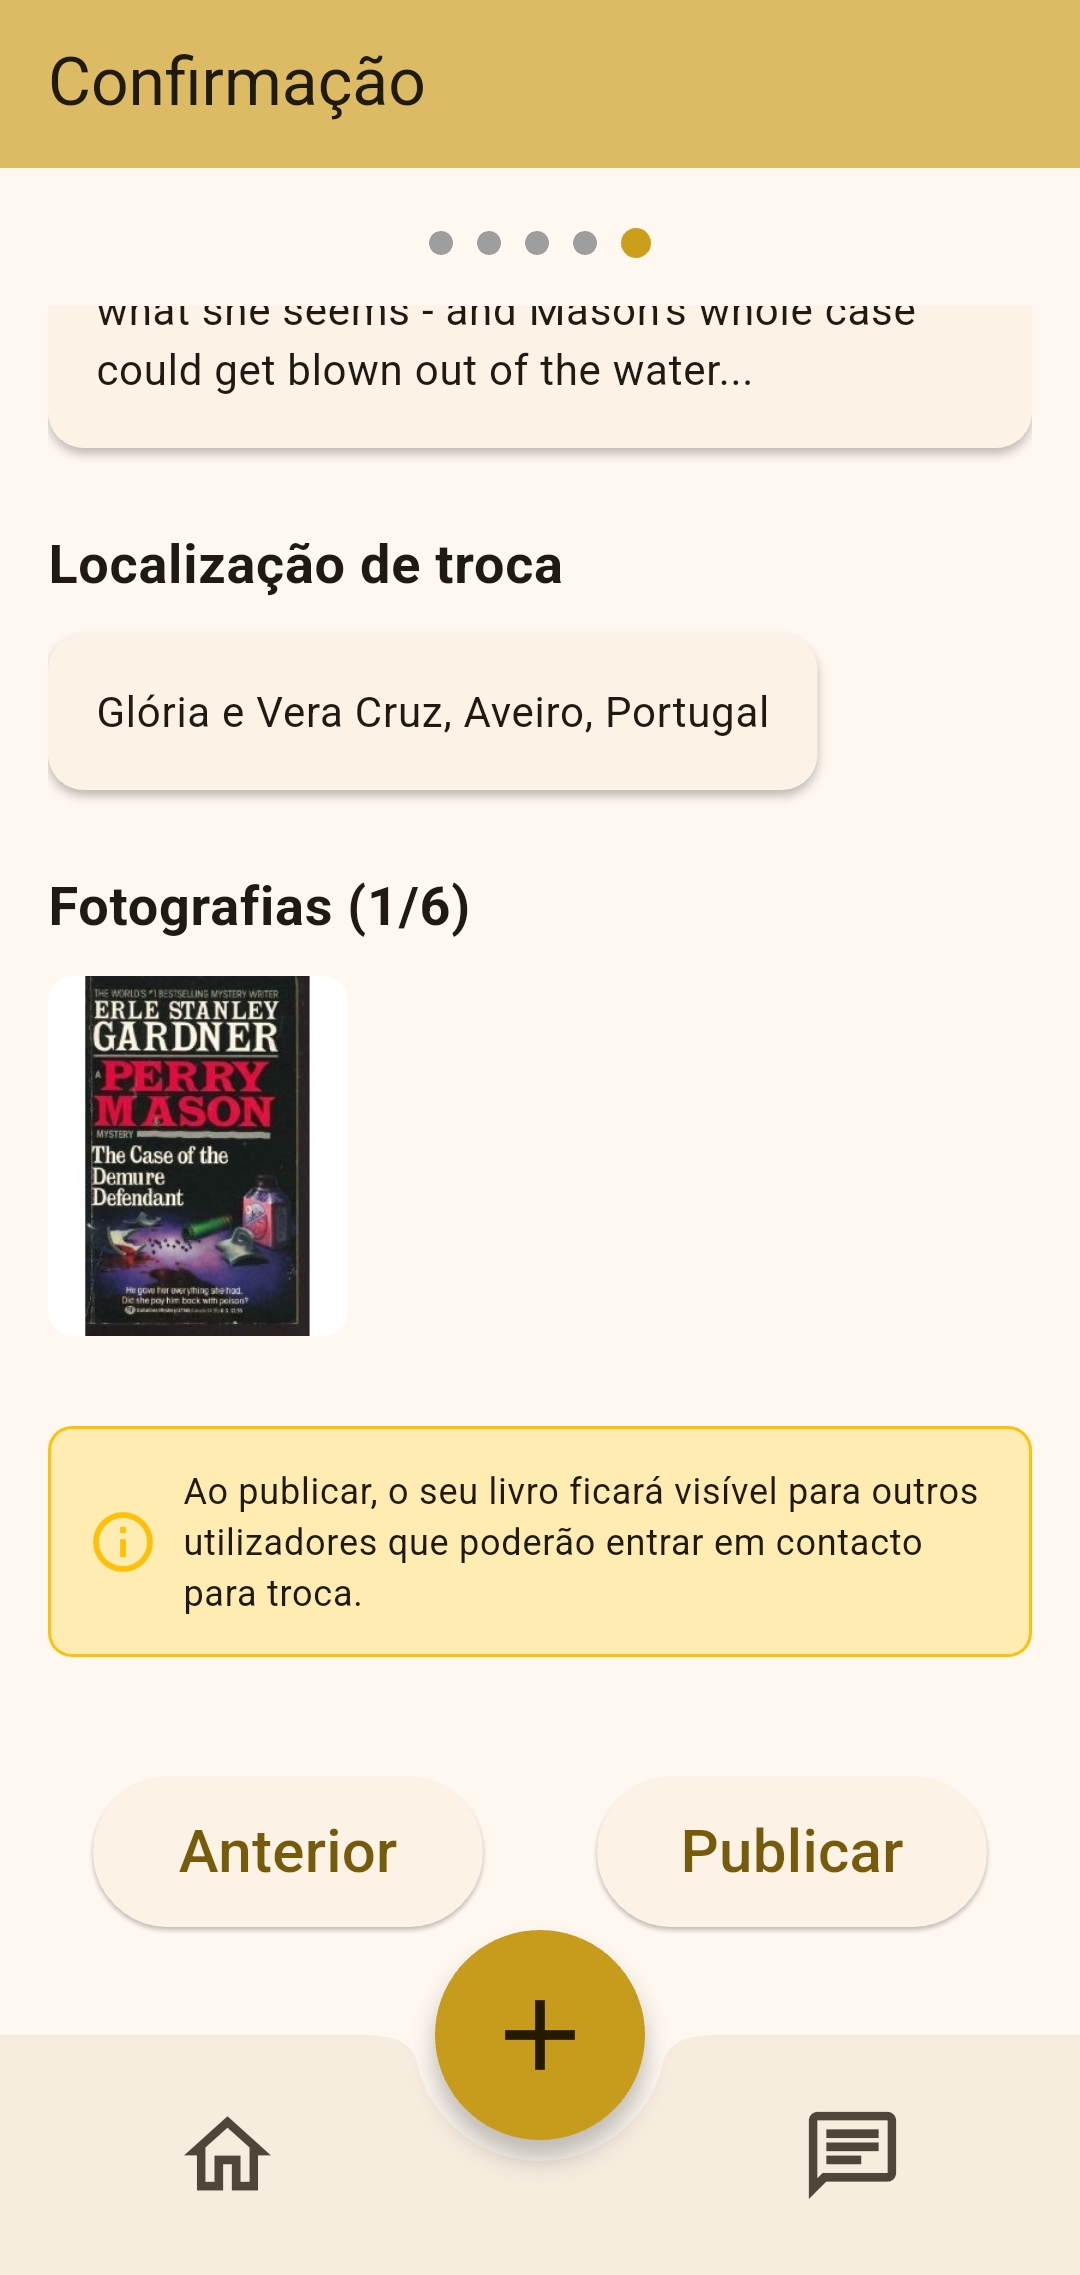 Confirmação
what she seems - and Mason's whole case
could get blown out of the water...
Localização de troca
Glória e Vera Cruz, Aveiro, Portugal
Fotografias (1/6)
THE WORLD'S #1 BESTSELLING MYSTERY WRITER
ERLE STANLEY
GARDNER
A PERRY
MASON
MYSTERY
The Case of the
Demure
Defendant
He gave her everything she had.
Did she pay him back with poison?
Ao publicar, o seu livro ficará visível para outros
utilizadores que poderão entrar em contacto
para troca.
Anterior
Publicar